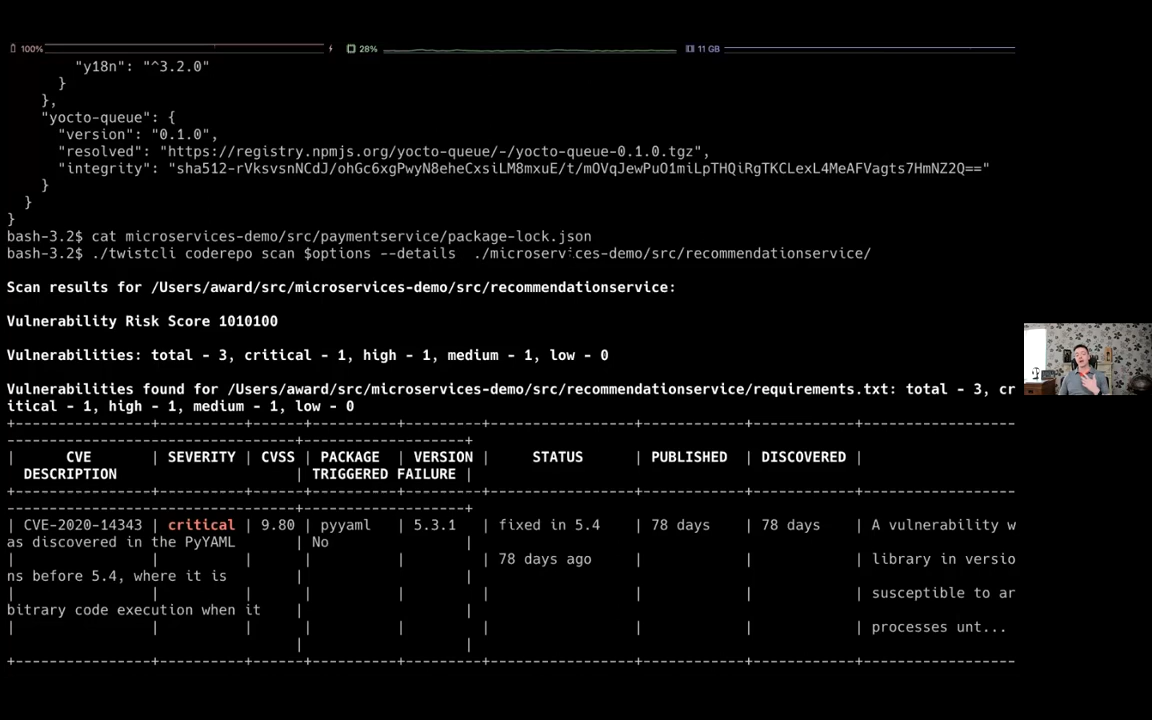 100% 28% 11 GB
"y18n": "^3.2.0"
}
},
"yocto-queue": {
"version": "0.1.0",
"resolved": "https://registry.npmjs.org/yocto-queue/-/yocto-queue-0.1.0.tgz",
"integrity": "sha512-rVksvsnNCdJ/ohGc6xgPwyN8eheCxsiLM8mxuE/t/mOVqJewPuO1miLpTHQiRgTKCLexL4MeAFVagts7HmNZ2Q=="
}
}
}
bash-3.2$ cat microservices-demo/src/paymentservice/package-lock.json
bash-3.2$ ./twistcli coderepo scan $options --details  ./microservices-demo/src/recommendationservice/
Scan results for /Users/award/src/microservices-demo/src/recommendationservice:
Vulnerability Risk Score 1010100
Vulnerabilities: total - 3, critical - 1, high - 1, medium - 1, low - 0
Vulnerabilities found for /Users/award/src/microservices-demo/src/recommendationservice/requirements.txt: total - 3, cr
itical - 1, high - 1, medium - 1, low - 0
| CVE | SEVERITY | CVSS | PACKAGE | VERSION | STATUS | PUBLISHED | DISCOVERED |
DESCRIPTION | TRIGGERED FAILURE |
| CVE-2020-14343 | critical | 9.80 | pyyaml | 5.3.1 | fixed in 5.4 | 78 days | 78 days | A vulnerability w
as discovered in the PyYAML | No |
| | | | | | 78 days ago | | | library in versio
ns before 5.4, where it is | |
| | | | | | | | | susceptible to ar
bitrary code execution when it | |
| | | | | | | | | processes unt...
| |